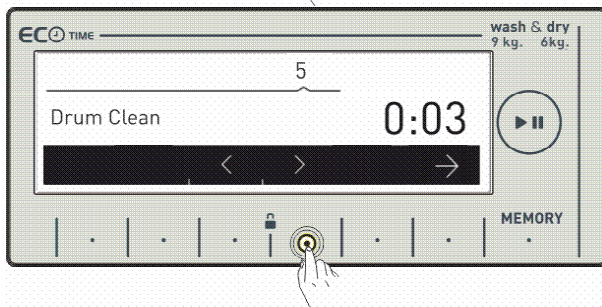 ECO TIME
wash & dry
9 kg. 6kg.
5
Drum Clean
0:03
MEMORY